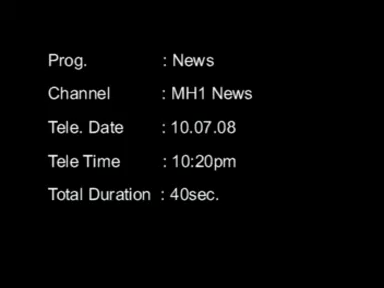 Prog. : News
Channel : MH1 News
Tele. Date : 10.07.08
Tele Time : 10:20pm
Total Duration : 40sec.